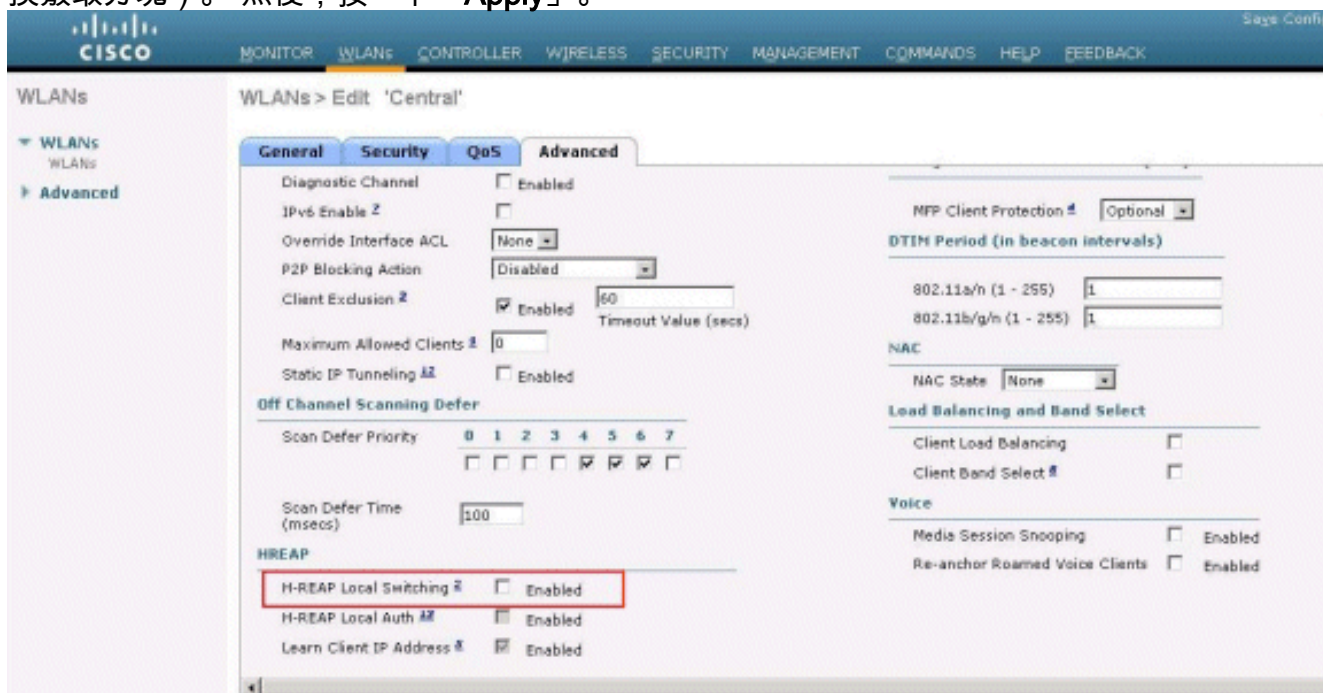 Apply」。
Save Confi
CISCO
MONITOR WLANs CONTROLLER WIRELESS SECURITY MANAGEMENT COMMANDS HELP FEEDBACK
WLANs
WLANs
WLANs
Advanced
WLANs > Edit 'Central'
General Security QoS Advanced
Diagnostic Channel Enabled
IPv6 Enable
Override Interface ACL None
P2P Blocking Action Disabled
Client Exclusion Enabled 60
Timeout Value (secs)
Maximum Allowed Clients 0
Static IP Tunneling Enabled
Off Channel Scanning Defer
Scan Defer Priority 0 1 2 3 4 5 6 7
Scan Defer Time
(msecs) 100
HREAP
H-REAP Local Switching Enabled
H-REAP Local Auth Enabled
Learn Client IP Address Enabled
MFP Client Protection Optional
DTIM Period (in beacon intervals)
802.11a/n (1 - 255) 1
802.11b/g/n (1 - 255) 1
NAC
NAC State None
Load Balancing and Band Select
Client Load Balancing
Client Band Select
Voice
Media Session Snooping Enabled
Re-anchor Roamed Voice Clients Enabled